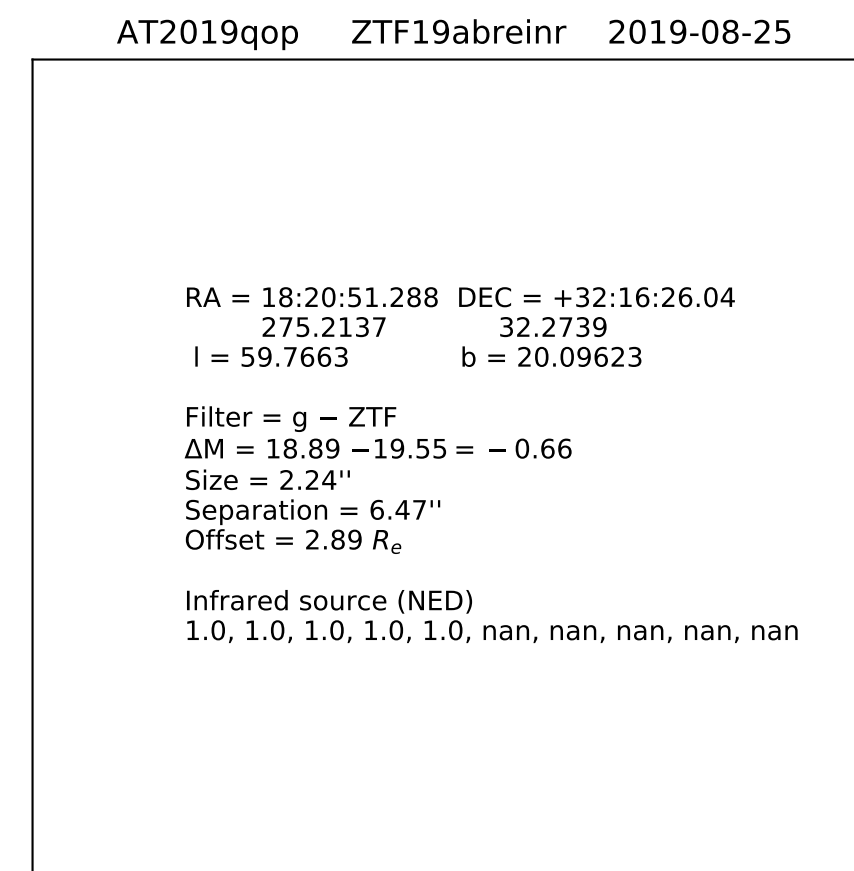 AT2019qop ZTF19abreinr 2019-08-25
RA = 18:20:51.288 DEC = +32:16:26.04
275.2137 32.2739
l = 59.7663 b = 20.09623
Filter = g − ZTF
ΔM = 18.89 −19.55 = − 0.66
Size = 2.24''
Separation = 6.47''
Offset = 2.89 Re
Infrared source (NED)
1.0, 1.0, 1.0, 1.0, 1.0, nan, nan, nan, nan, nan